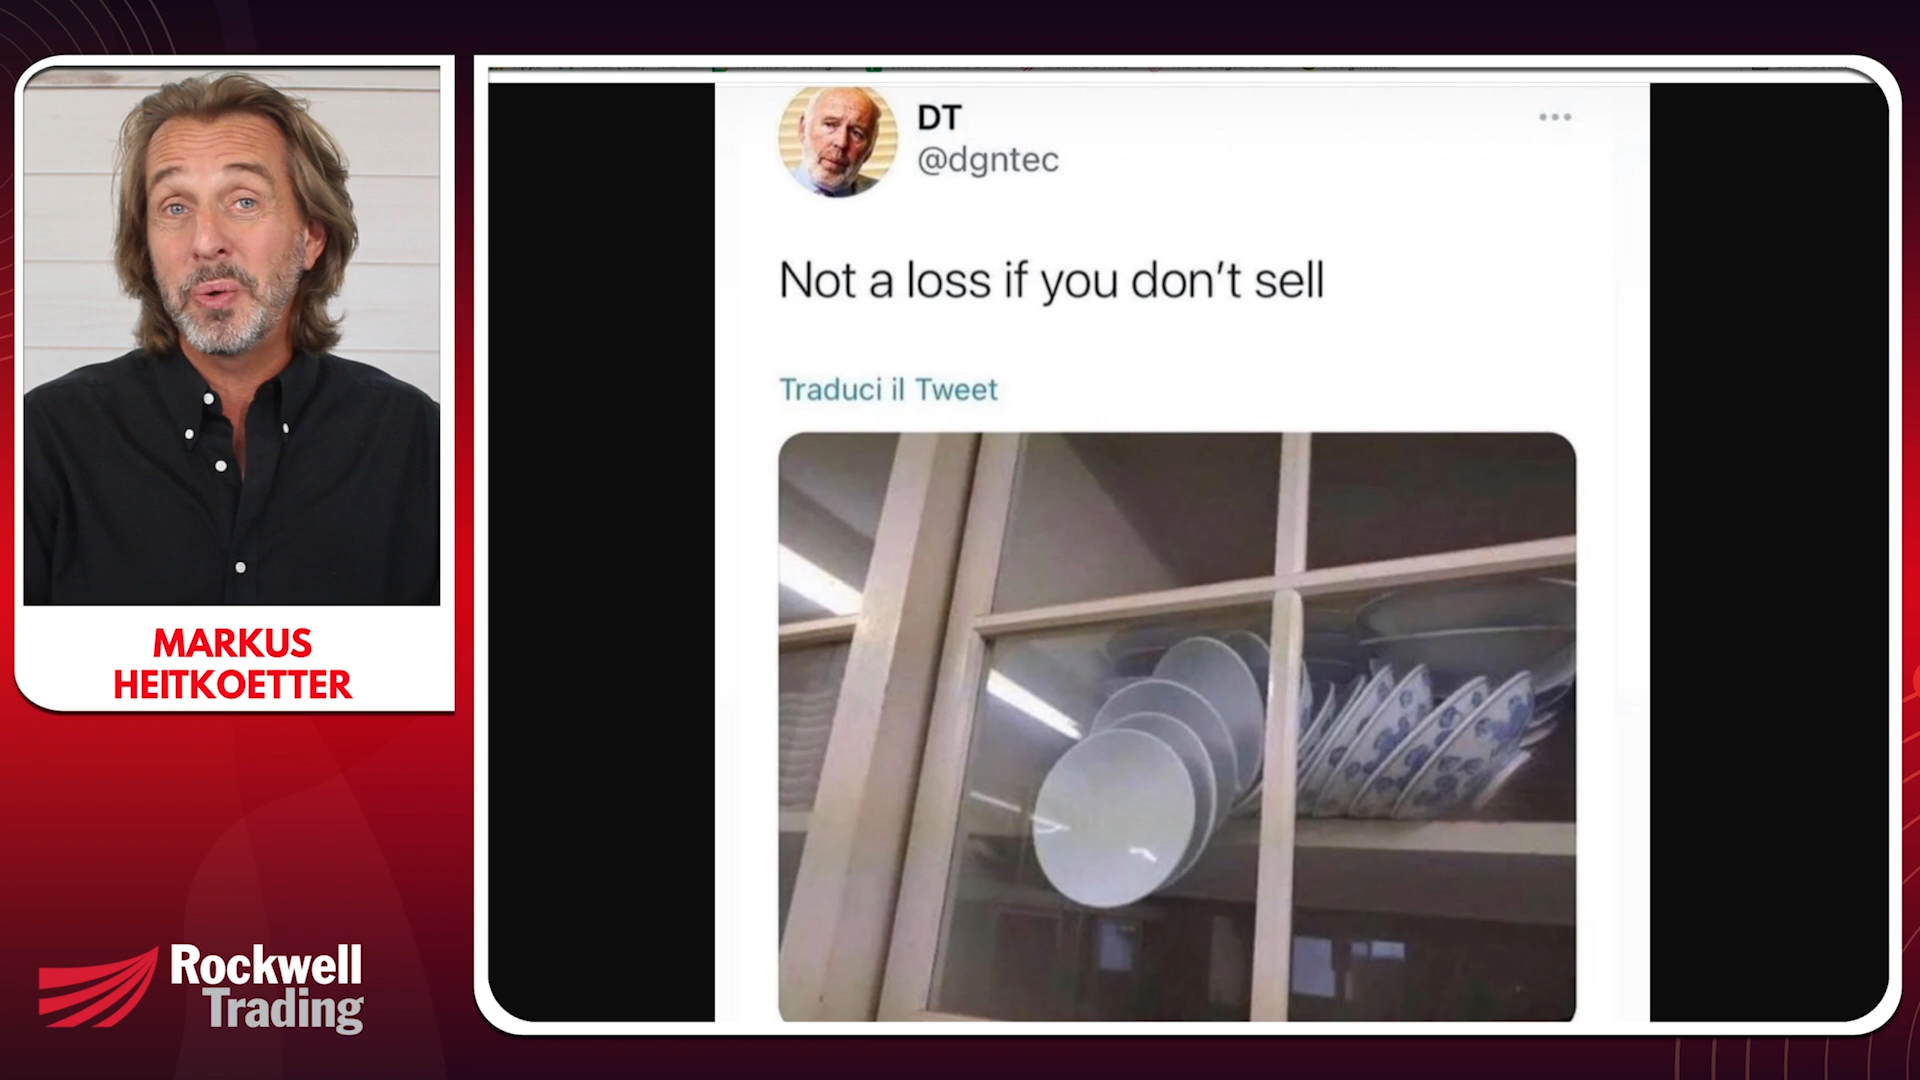 MARKUS
HEITKOETTER
Rockwell
Trading
DT
@dgntec
Not a loss if you don't sell
Traduci il Tweet